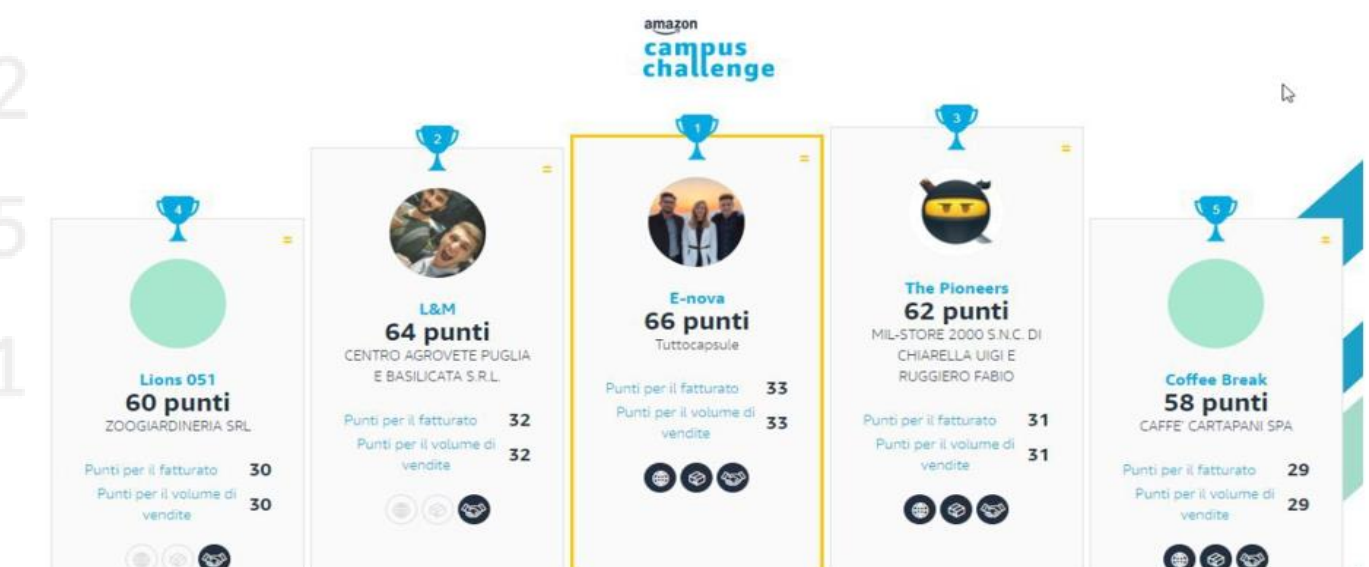 amazon
campus
challenge
2
5
1
4
Lions 051
60 punti
ZOOGIARDINERIA SRL
Punti per il fatturato 30
Punti per il volume di
vendite 30
2
L&M
64 punti
CENTRO AGROVETE PUGLIA
E BASILICATA S.R.L.
Punti per il fatturato 32
Punti per il volume di
vendite 32
1
E-nova
66 punti
Tuttocapsule
Punti per il fatturato 33
Punti per il volume di
vendite 33
3
The Pioneers
62 punti
MIL-STORE 2000 S.N.C. DI
CHIARELLA UIGI E
RUGGIERO FABIO
Punti per il fatturato 31
Punti per il volume di
vendite 31
5
Coffee Break
58 punti
CAFFE' CARTAPANI SPA
Punti per il fatturato 29
Punti per il volume di
vendite 29